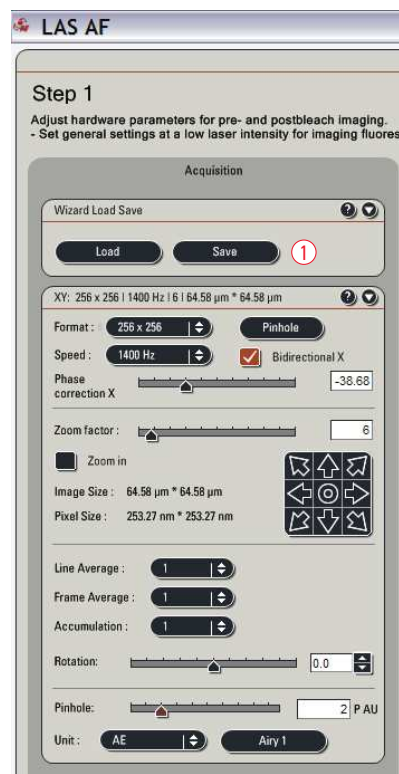 LAS AF
Step 1
Adjust hardware parameters for pre- and postbleach imaging.
- Set general settings at a low laser intensity for imaging fluores
Acquisition
Wizard Load Save
Load Save 1
XY: 256 x 256 | 1400 Hz | 6 | 64.58 µm * 64.58 µm
Format : 256 x 256 Pinhole
Speed : 1400 Hz Bidirectional X
Phase
correction X -38.68
Zoom factor : 6
Zoom in
Image Size : 64.58 µm * 64.58 µm
Pixel Size : 253.27 nm * 253.27 nm
Line Average : 1
Frame Average : 1
Accumulation : 1
Rotation: 0.0
Pinhole: 2 P AU
Unit : AE Airy 1